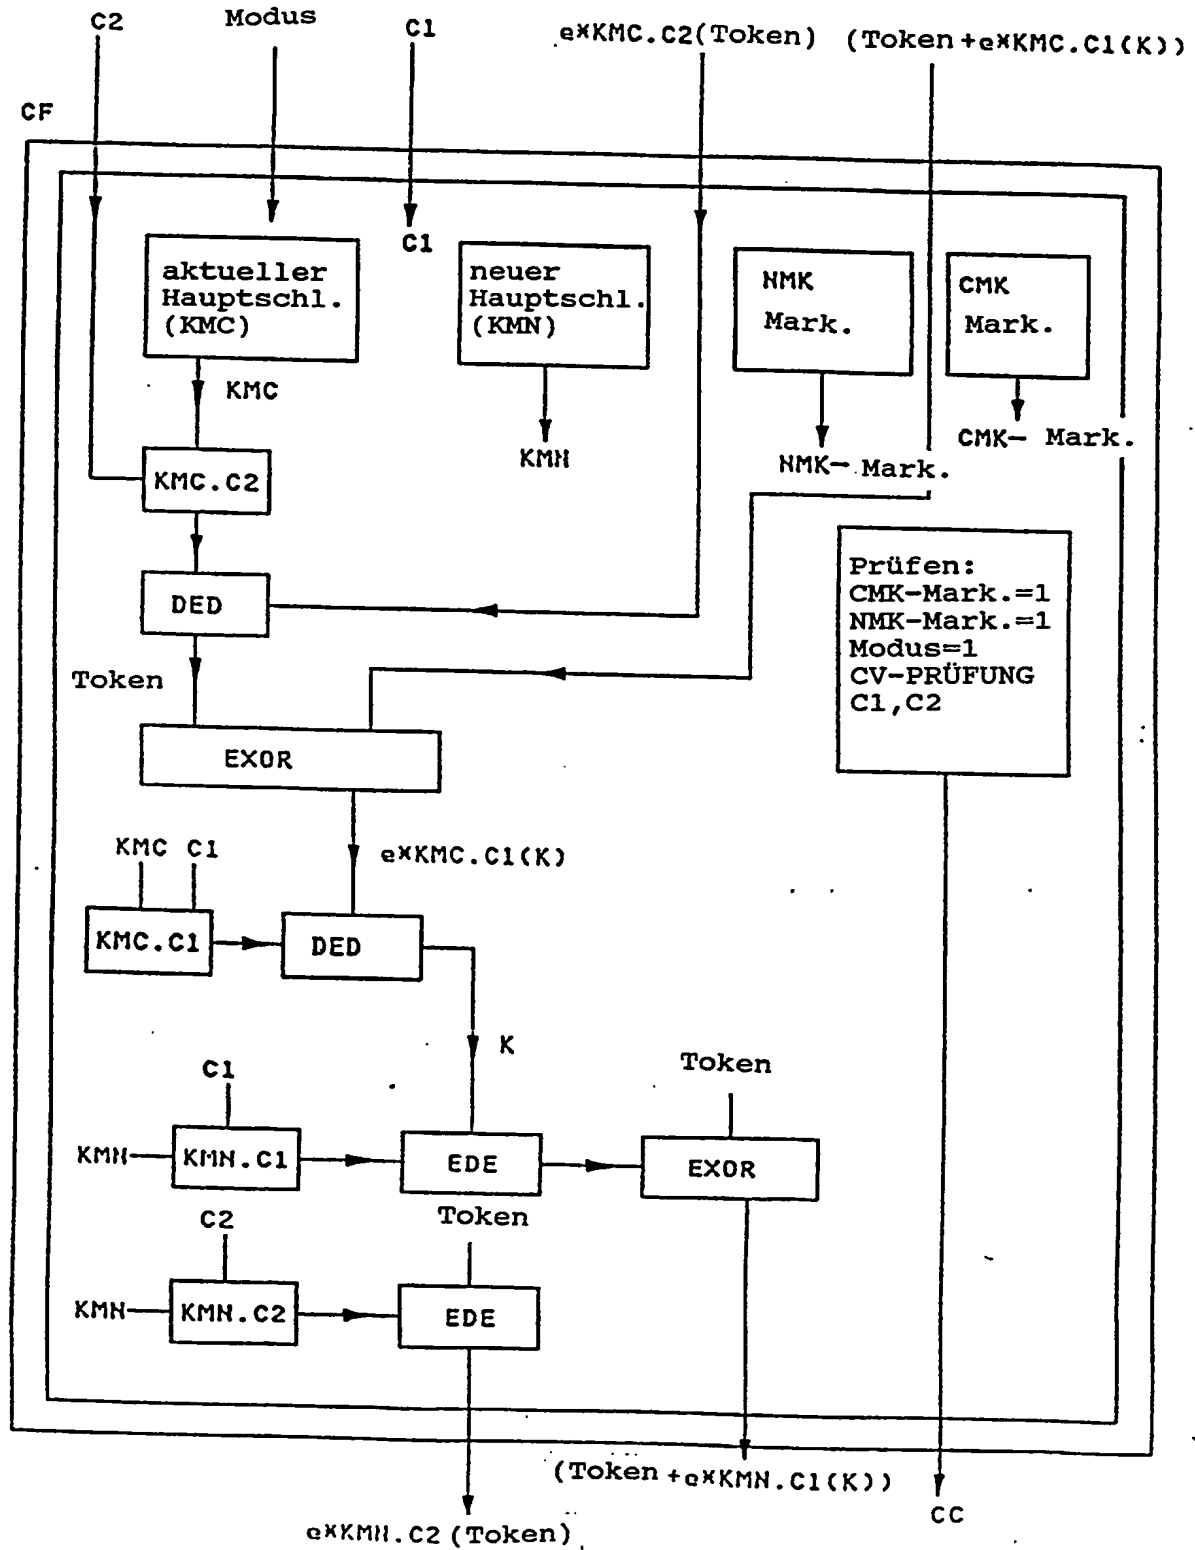 C2
Modus
C1
e*KMC.C2(Token)
(Token+e*KMC.C1(K))
CF
C1
aktueller
Hauptschl.
(KMC)
neuer
Hauptschl.
(KMN)
NMK
Mark.
CMK
Mark.
KMC
KMN
NMK- Mark.
CMK- Mark.
KMC.C2
DED
Prüfen:
CMK-Mark.=1
NMK-Mark.=1
Modus=1
CV-PRÜFUNG
C1,C2
Token
EXOR
e*KMC.C1(K)
KMC C1
KMC.C1
DED
K
Token
C1
KMN
KMN.C1
EDE
EXOR
C2
Token
KMN
KMN.C2
EDE
(Token+e*KMN.C1(K))
CC
e*KMN.C2(Token)